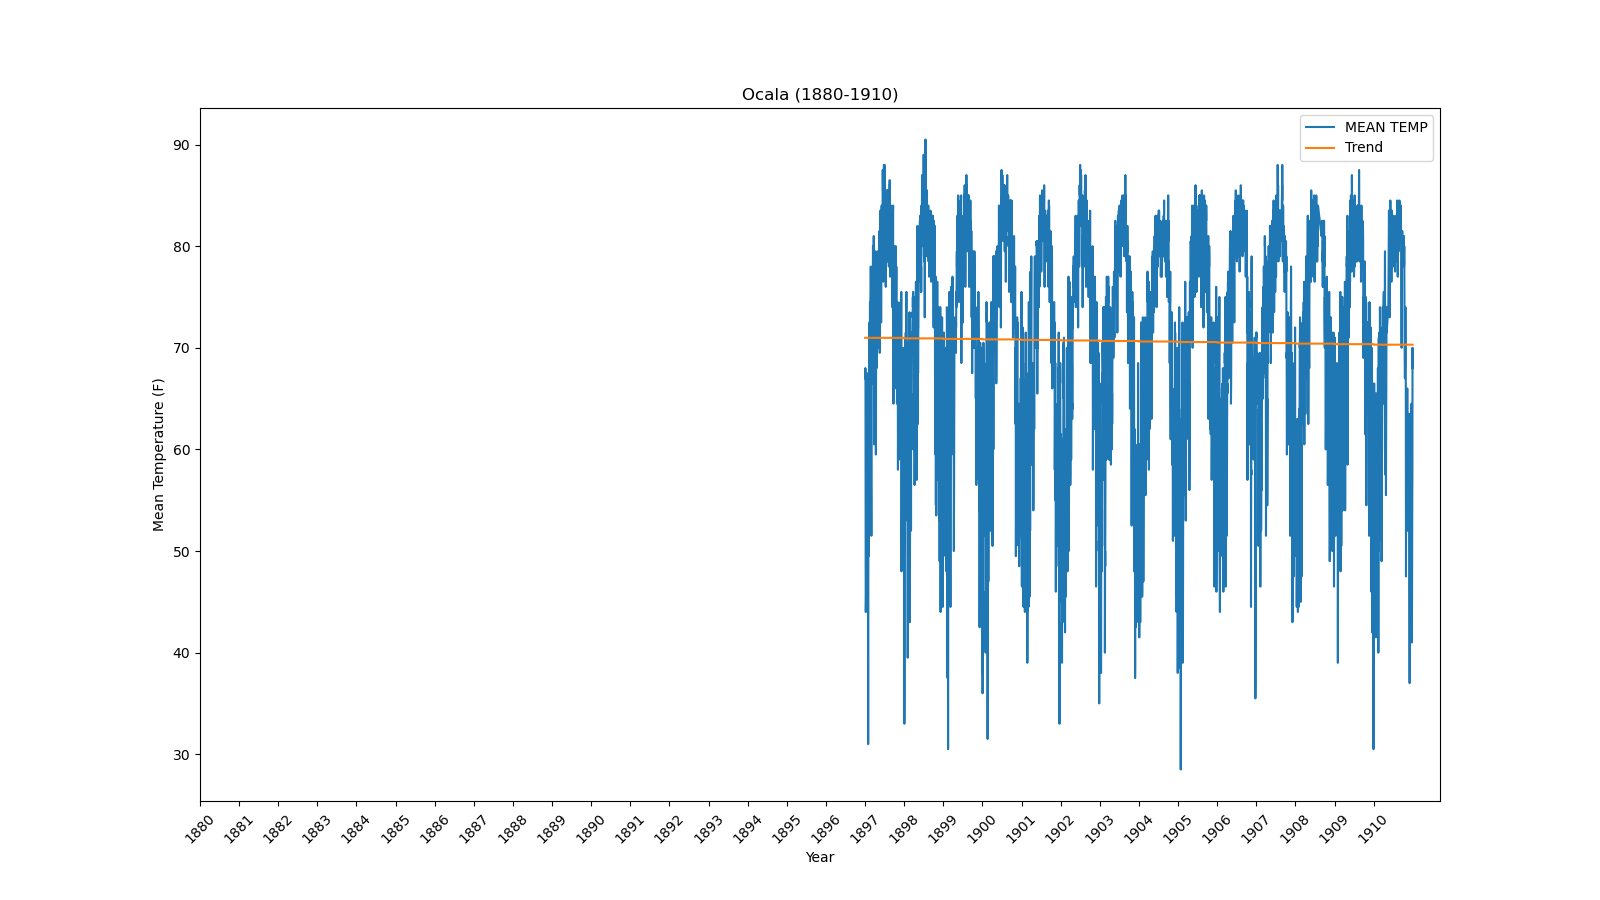 Ocala (1880-1910)
MEAN TEMP
Trend
90
80
70
60
50
40
30
Mean Temperature (F)
1880 1881 1882 1883 1884 1885 1886 1887 1888 1889 1890 1891 1892 1893 1894 1895 1896 1897 1898 1899 1900 1901 1902 1903 1904 1905 1906 1907 1908 1909 1910
Year